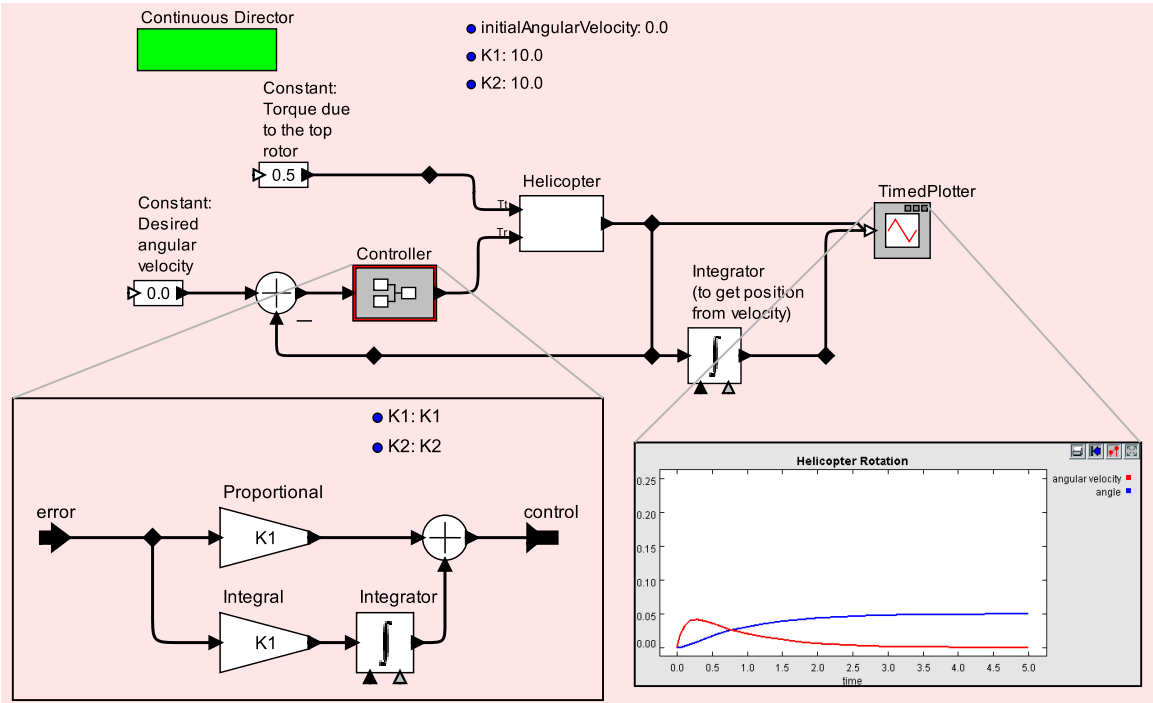 Continuous Director
initialAngularVelocity: 0.0
K1: 10.0
K2: 10.0
Constant:
Torque due
to the top
rotor
0.5
Helicopter
Tt
Tr
TimedPlotter
Constant:
Desired
angular
velocity
0.0
Controller
Integrator
(to get position
from velocity)
K1: K1
K2: K2
Proportional
error
K1
control
Integral
K1
Integrator
Helicopter Rotation
angular velocity
angle
0.25
0.20
0.15
0.10
0.05
0.00
0.0 0.5 1.0 1.5 2.0 2.5 3.0 3.5 4.0 4.5 5.0
time